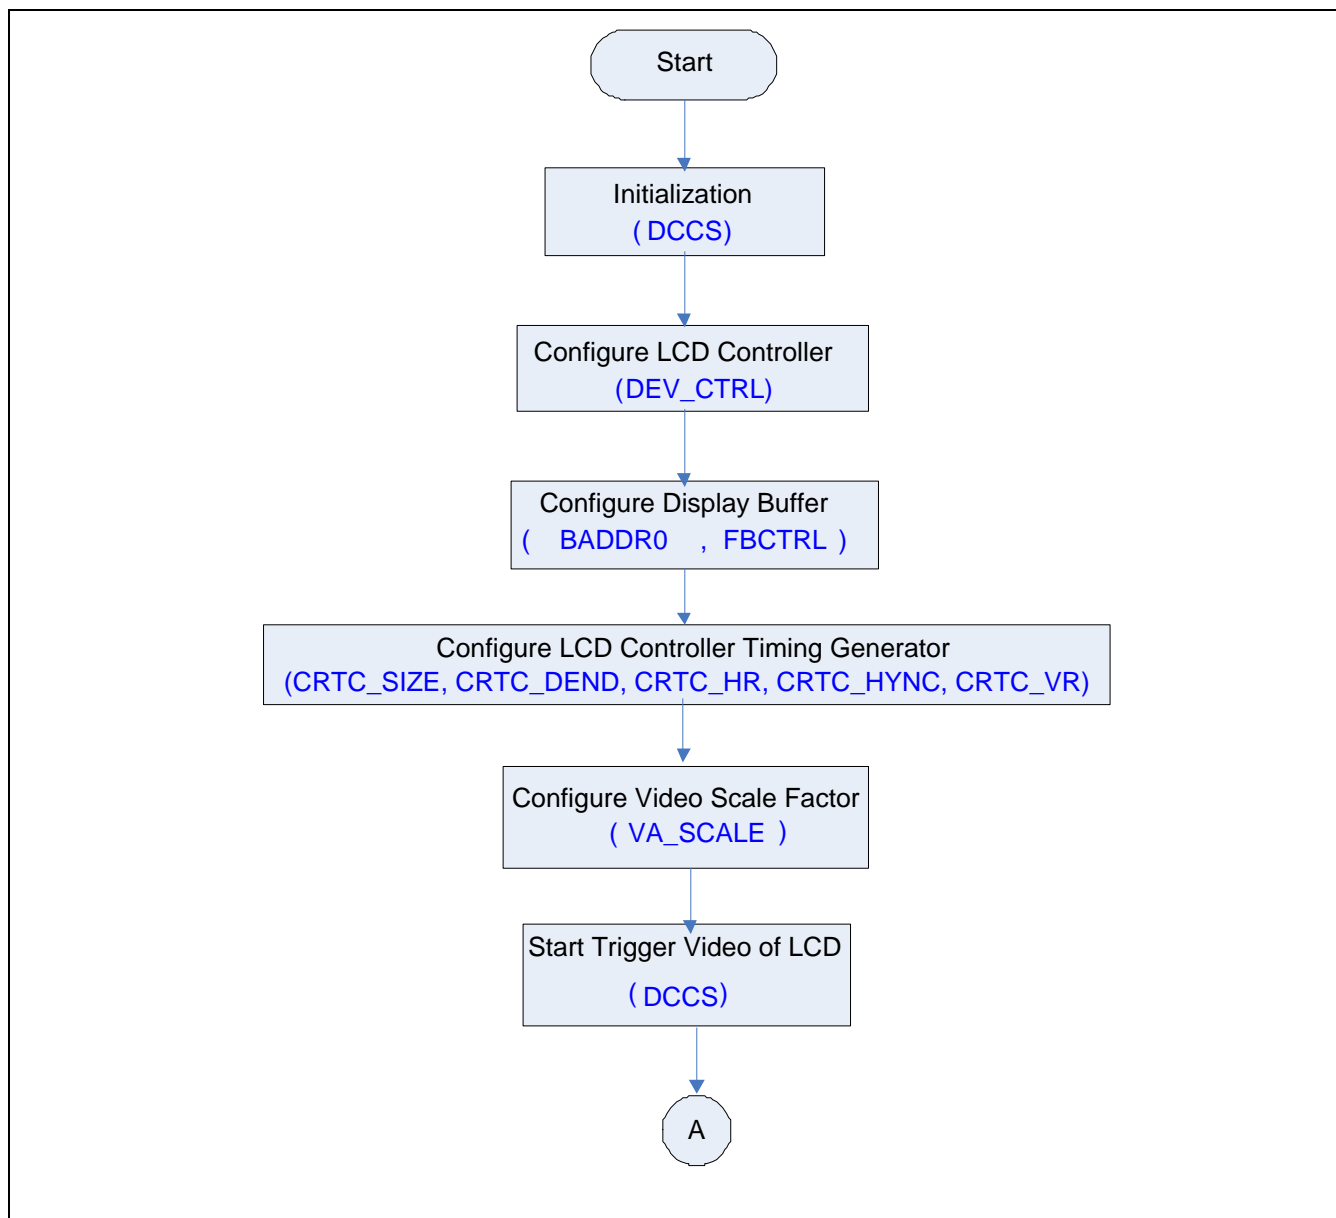 Start
Initialization
( DCCS)
Configure LCD Controller
(DEV_CTRL)
Configure Display Buffer
( BADDR0 , FBCTRL )
Configure LCD Controller Timing Generator
(CRTC_SIZE, CRTC_DEND, CRTC_HR, CRTC_HYNC, CRTC_VR)
Configure Video Scale Factor
( VA_SCALE )
Start Trigger Video of LCD
( DCCS)
A